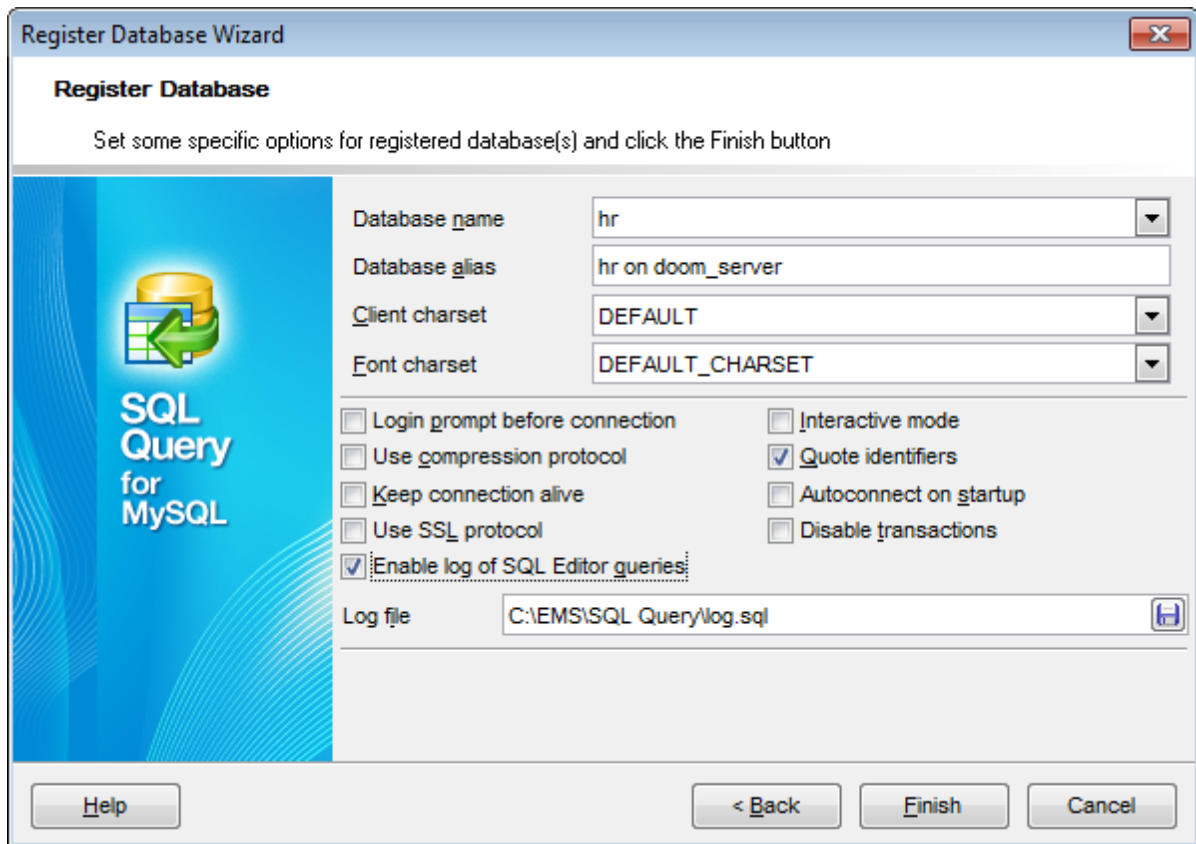 Register Database Wizard
Register Database
Set some specific options for registered database(s) and click the Finish button
SQL
Query
for
MySQL
Database name hr
Database alias hr on doom_server
Client charset DEFAULT
Font charset DEFAULT_CHARSET
Login prompt before connection Interactive mode
Use compression protocol Quote identifiers
Keep connection alive Autoconnect on startup
Use SSL protocol Disable transactions
Enable log of SQL Editor queries
Log file C:\EMS\SQL Query\log.sql
Help < Back Finish Cancel